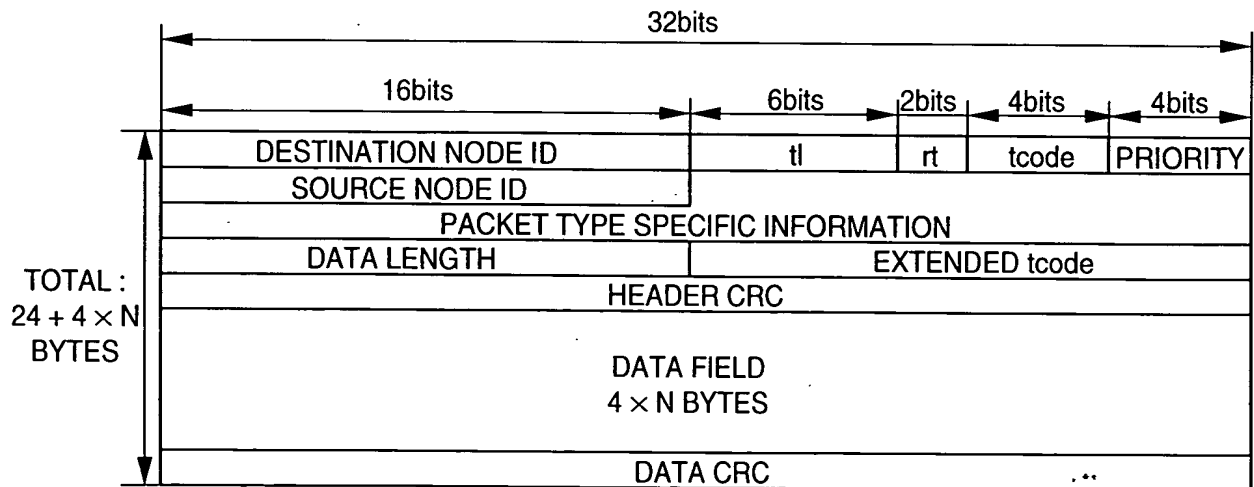 32bits
16bits 6bits 2bits 4bits 4bits
DESTINATION NODE ID tl rt tcode PRIORITY
SOURCE NODE ID
PACKET TYPE SPECIFIC INFORMATION
DATA LENGTH EXTENDED tcode
HEADER CRC
TOTAL :
24 + 4 × N
BYTES
DATA FIELD
4 × N BYTES
DATA CRC